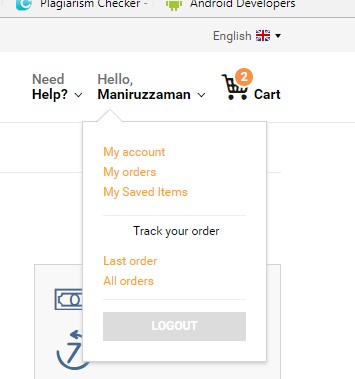 Plagiarism Checker - Android Developers
English
Need Hello, 2
Help? Maniruzzaman Cart
My account
My orders
My Saved Items
Track your order
Last order
All orders
LOGOUT
7